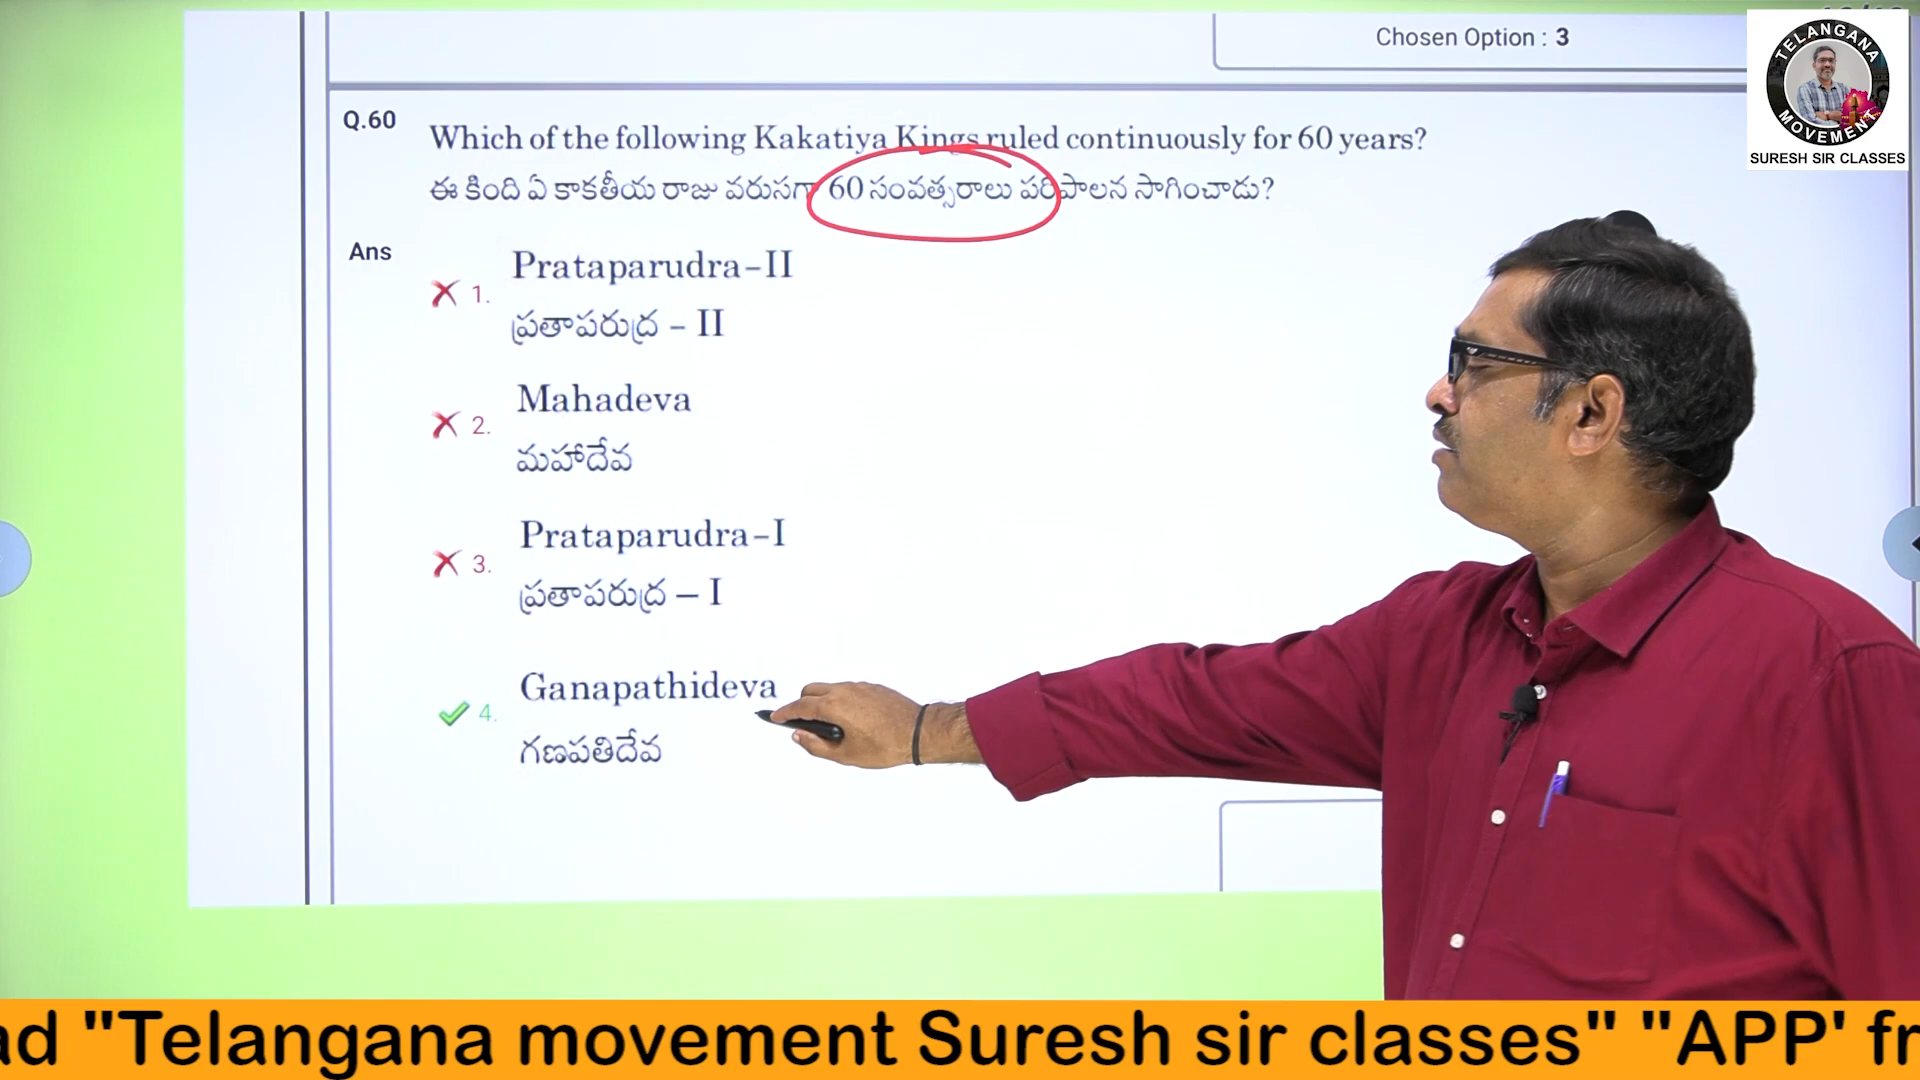 Chosen Option : 3
TELANGANA
MOVEMENT
SURESH SIR CLASSES
Q.60
Which of the following Kakatiya Kings ruled continuously for 60 years?
ఈ కింది ఏ కాకతీయ రాజు వరుసగా 60 సంవత్సరాలు పరిపాలన సాగించాడు?
Ans
1.
Prataparudra-II
ప్రతాపరుద్ర - II
2.
Mahadeva
మహాదేవ
3.
Prataparudra-I
ప్రతాపరుద్ర – I
4.
Ganapathideva
గణపతిదేవ
"Telangana movement Suresh sir classes" "APP'